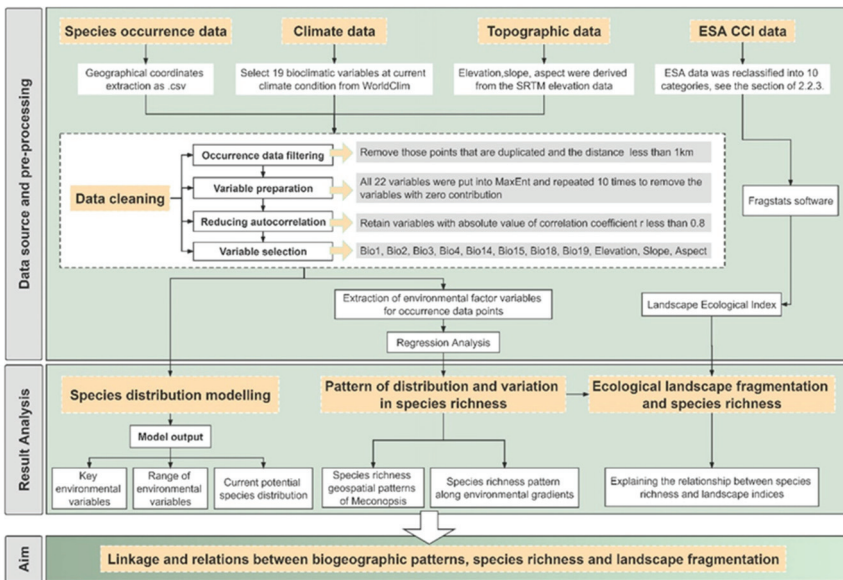 Data source and pre-processing
Species occurrence data
Climate data
Topographic data
ESA CCI data
Geographical coordinates
extraction as .csv
Select 19 bioclimatic variables at current
climate condition from WorldClim
Elevation,slope, aspect were derived
from the SRTM elevation data
ESA data was reclassified into 10
categories, see the section of 2.2.3.
Data cleaning
Occurrence data filtering
Remove those points that are duplicated and the distance less than 1km
Variable preparation
All 22 variables were put into MaxEnt and repeated 10 times to remove the
variables with zero contribution
Reducing autocorrelation
Retain variables with absolute value of correlation coefficient r less than 0.8
Variable selection
Bio1, Bio2, Bio3, Bio4, Bio14, Bio15, Bio18, Bio19, Elevation, Slope, Aspect
Fragstats software
Extraction of environmental factor variables
for occurrence data points
Landscape Ecological Index
Regression Analysis
Result Analysis
Species distribution modelling
Pattern of distribution and variation
in species richness
Ecological landscape fragmentation
and species richness
Model output
Key
environmental
variables
Range of
environmental
variables
Current potential
species distribution
Species richness
geospatial patterns
of Meconopsis
Species richness pattern
along environmental gradients
Explaining the relationship between species
richness and landscape indices
Aim
Linkage and relations between biogeographic patterns, species richness and landscape fragmentation